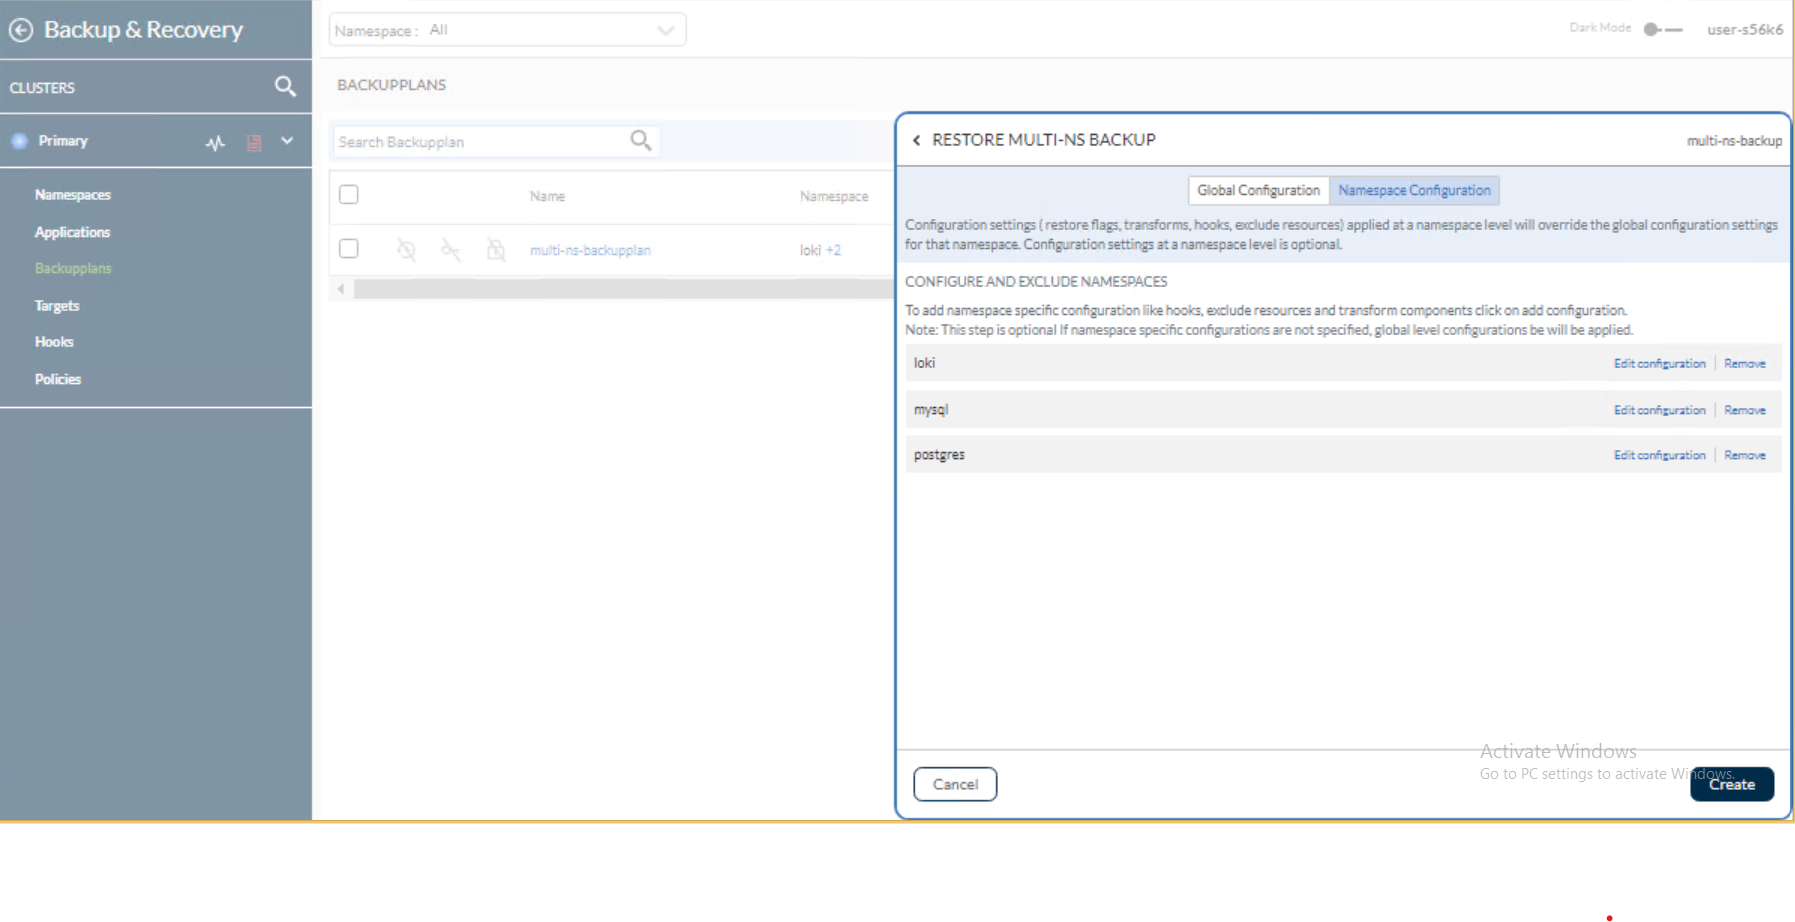 Backup & Recovery
CLUSTERS
Primary
Namespaces
Applications
Backupplans
Targets
Hooks
Policies
Namespace : All
Dark Mode
user-s56k6
BACKUPPLANS
Search Backupplan
Name Namespace
multi-ns-backupplan loki +2
RESTORE MULTI-NS BACKUP
multi-ns-backup
Global Configuration Namespace Configuration
Configuration settings ( restore flags, transforms, hooks, exclude resources) applied at a namespace level will override the global configuration settings
for that namespace. Configuration settings at a namespace level is optional.
CONFIGURE AND EXCLUDE NAMESPACES
To add namespace specific configuration like hooks, exclude resources and transform components click on add configuration.
Note: This step is optional If namespace specific configurations are not specified, global level configurations be will be applied.
loki Edit configuration Remove
mysql Edit configuration Remove
postgres Edit configuration Remove
Activate Windows
Go to PC settings to activate Windows.
Cancel
Create